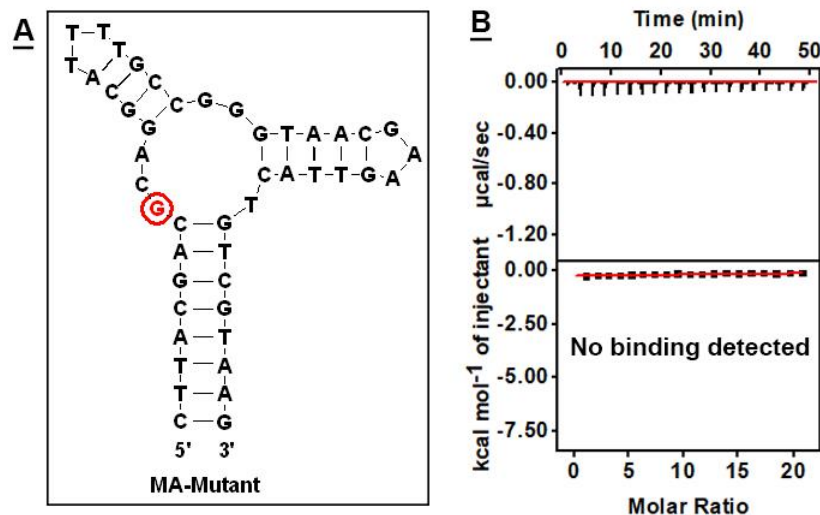 A
CTTACGACGCAGGCATTTTGCCGGGTAACGAAGTTACTGTCGTAAG
5' 3'
MA-Mutant
B
Time (min)
0 10 20 30 40 50
0.00
-0.40
-0.80
-1.20
µcal/sec
0.00
-2.50
-5.00
-7.50
kcal mol-1 of injectant
No binding detected
0 5 10 15 20
Molar Ratio